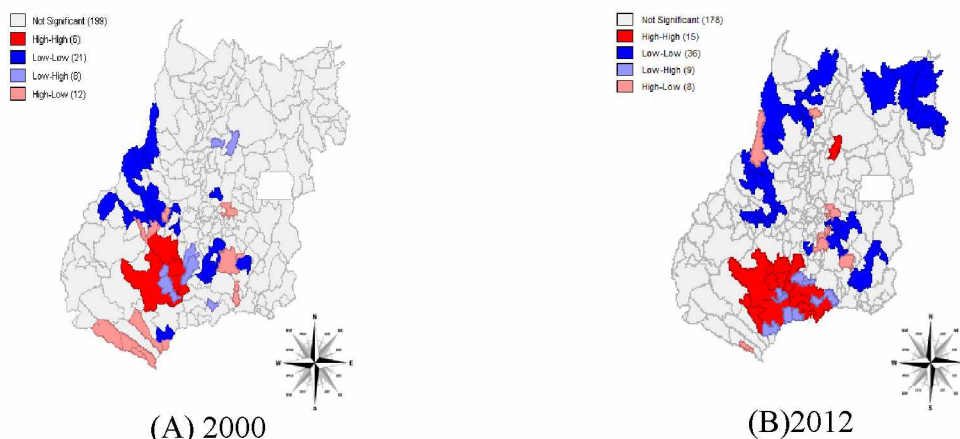 Not Significant (199)
High-High (6)
Low-Low (21)
Low-High (8)
High-Low (12)
N
W E
S
(A) 2000
Not Significant (178)
High-High (15)
Low-Low (36)
Low-High (9)
High-Low (8)
N
W E
S
(B)2012